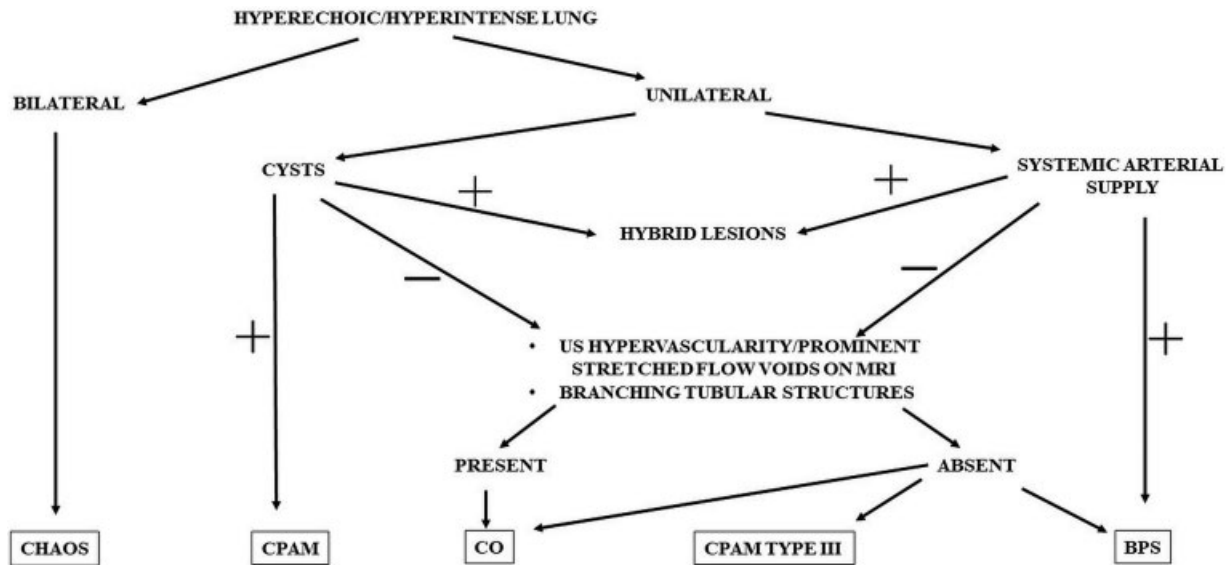 HYPERECHOIC/HYPERINTENSE LUNG
BILATERAL
UNILATERAL
CYSTS
SYSTEMIC ARTERIAL
SUPPLY
+
+
HYBRID LESIONS
−
−
+
+
• US HYPERVASCULARITY/PROMINENT
STRETCHED FLOW VOIDS ON MRI
• BRANCHING TUBULAR STRUCTURES
PRESENT
ABSENT
CHAOS
CPAM
CO
CPAM TYPE III
BPS